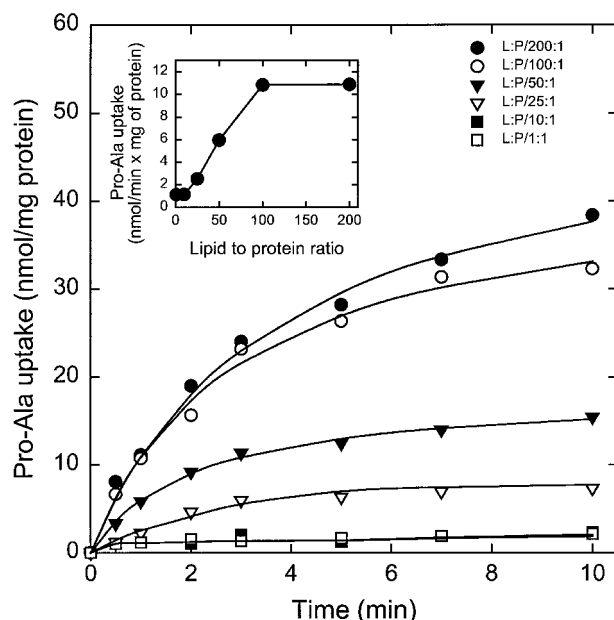 60
50
40
30
20
10
0
Pro-Ala uptake (nmol/mg protein)
0
2
4
6
8
10
Time (min)
L:P/200:1
L:P/100:1
L:P/50:1
L:P/25:1
L:P/10:1
L:P/1:1
12
10
8
6
4
2
0
Pro-Ala uptake
(nmol/min x mg of protein)
0
50
100
150
200
Lipid to protein ratio